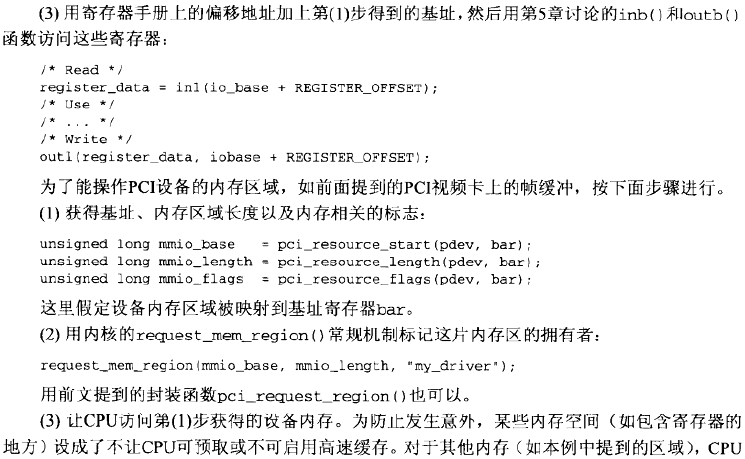 (3) 用寄存器手册上的偏移地址加上第(1)步得到的基址，然后用第5章讨论的inb()和outb()
函数访问这些寄存器：
/* Read */
register_data = inl(io_base + REGISTER_OFFSET);
/* Use */
/* ... */
/* Write */
outl(register_data, iobase + REGISTER_OFFSET);
为了能操作PCI设备的内存区域，如前面提到的PCI视频卡上的帧缓冲，按下面步骤进行。
(1) 获得基址、内存区域长度以及内存相关的标志：
unsigned long mmio_base   = pci_resource_start(pdev, bar);
unsigned long mmio_length = pci_resource_length(pdev, bar);
unsigned long mmio_flags  = pci_resource_flags(pdev, bar);
这里假定设备内存区域被映射到基址寄存器bar。
(2) 用内核的request_mem_region()常规机制标记这片内存区的拥有者：
request_mem_region(mmio_base, mmio_length, "my_driver");
用前文提到的封装函数pci_request_region()也可以。
(3) 让CPU访问第(1)步获得的设备内存。为防止发生意外，某些内存空间（如包含寄存器的
地方）设成了不让CPU可预取或不可启用高速缓存。对于其他内存（如本例中提到的区域），CPU